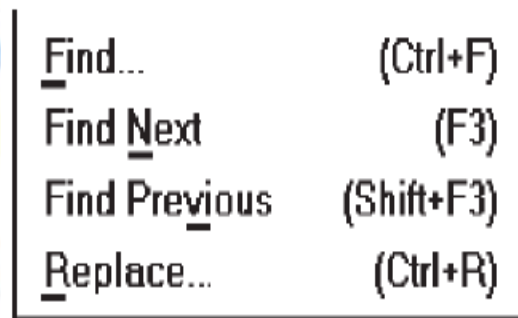 Find... (Ctrl+F)
Find Next (F3)
Find Previous (Shift+F3)
Replace... (Ctrl+R)